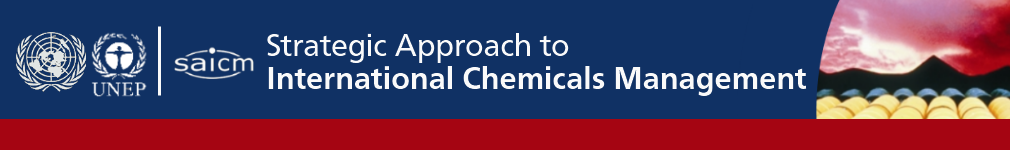 UNEP
saicm
Strategic Approach to
International Chemicals Management